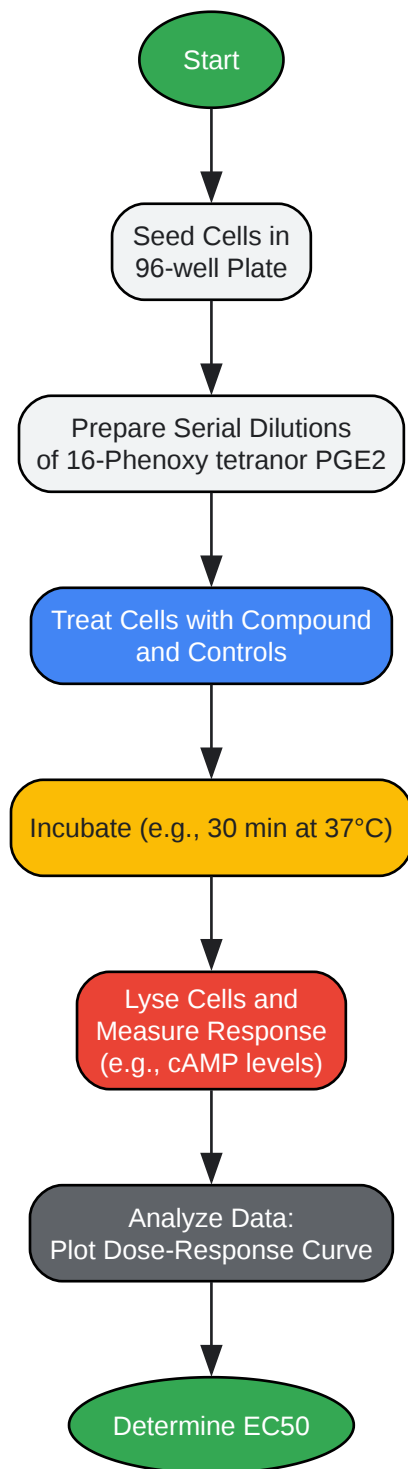 Start
Seed Cells in
96-well Plate
Prepare Serial Dilutions
of 16-Phenoxy tetranor PGE2
Treat Cells with Compound
and Controls
Incubate (e.g., 30 min at 37°C)
Lyse Cells and
Measure Response
(e.g., cAMP levels)
Analyze Data:
Plot Dose-Response Curve
Determine EC50